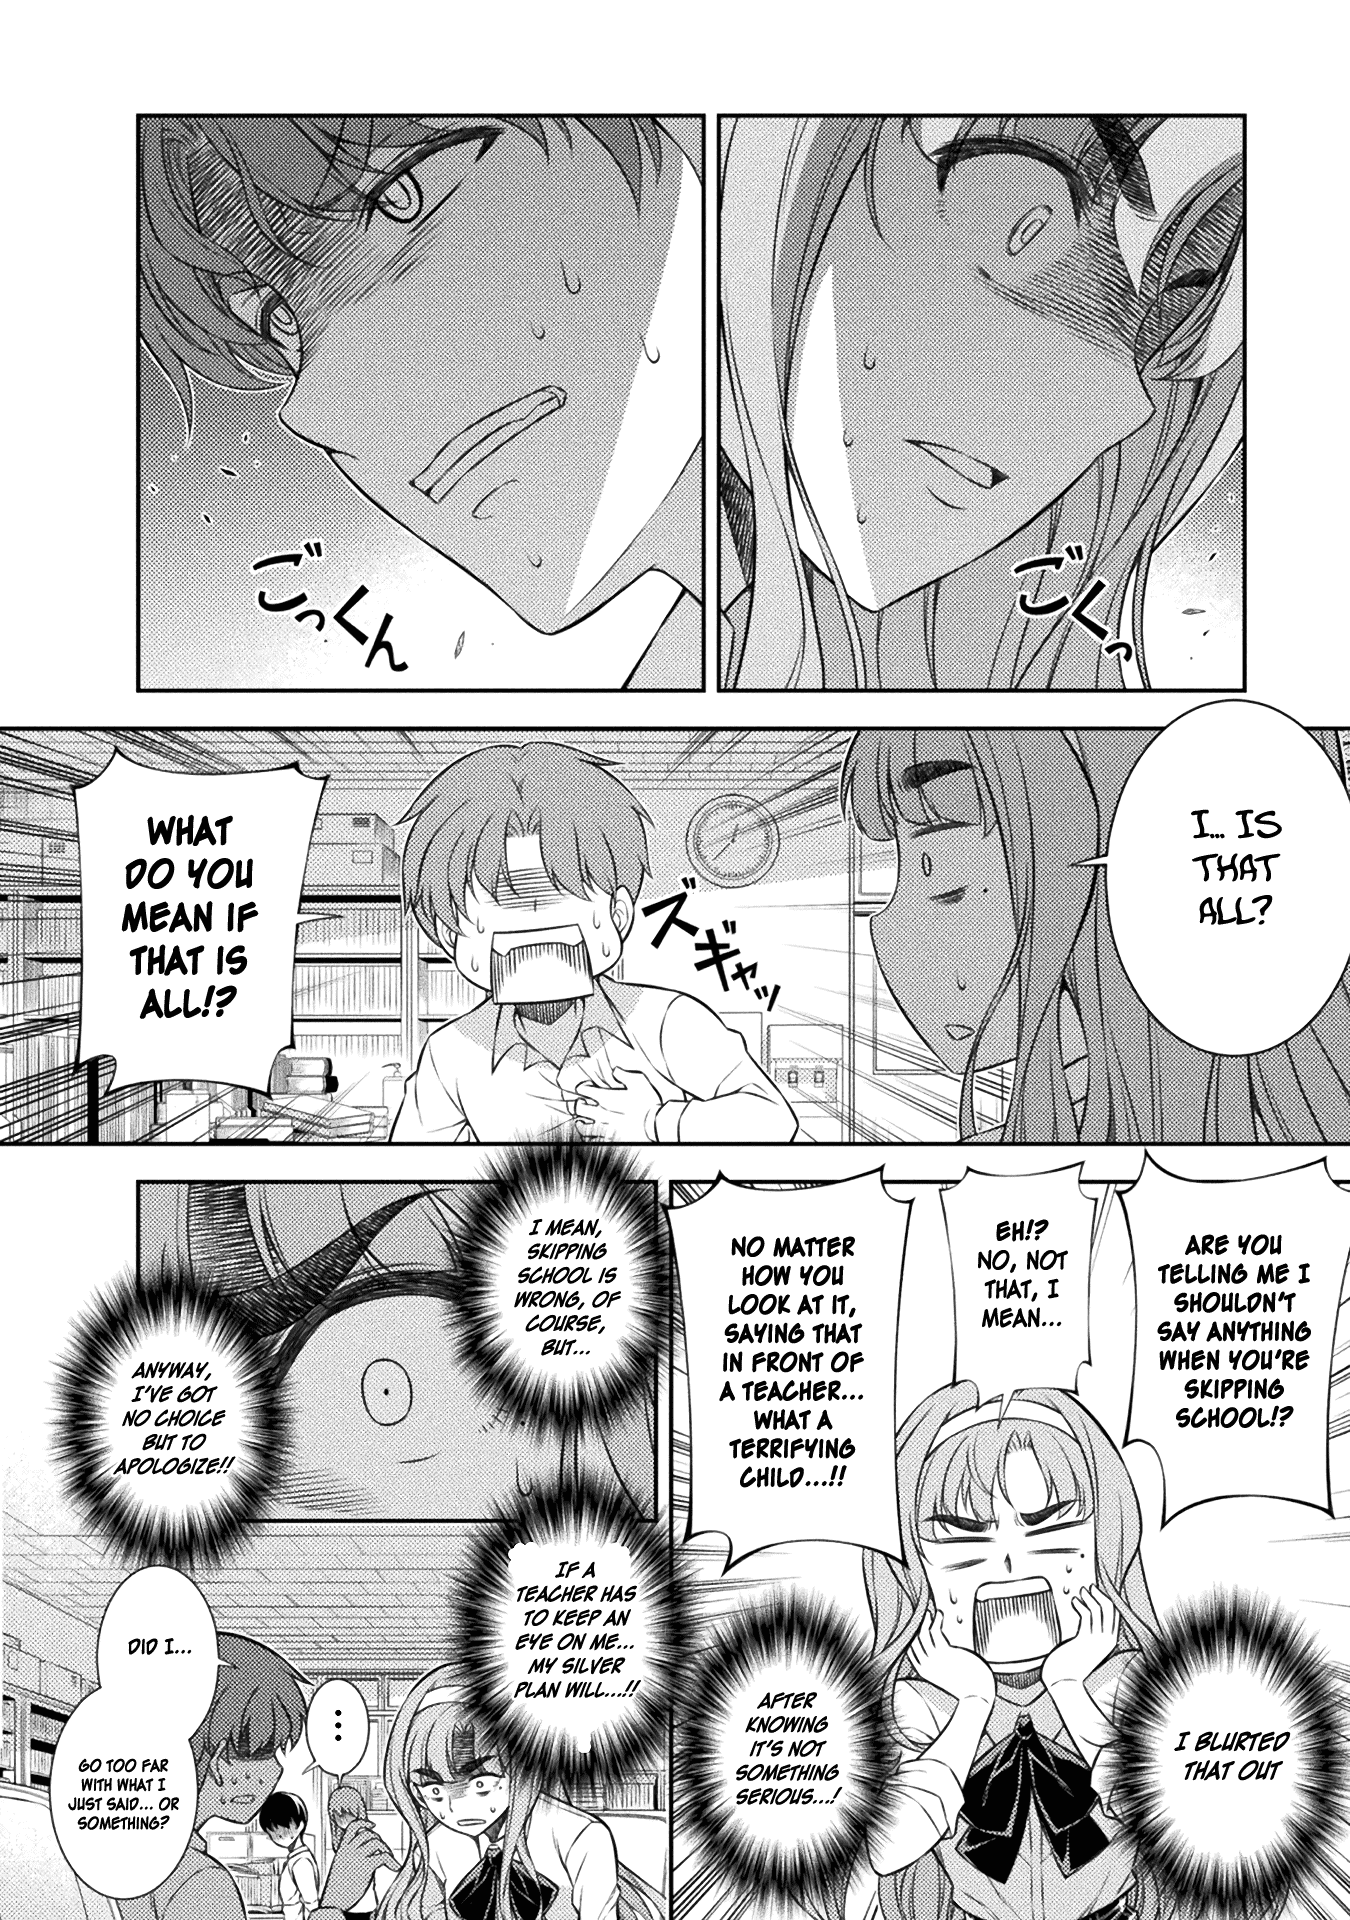 ごくっ
ごっくん
I... IS
THAT
ALL?
ズギャッ
WHAT
DO YOU
MEAN IF
THAT IS
ALL!?
ARE YOU
TELLING ME I
SHOULDN'T
SAY ANYTHING
WHEN YOU'RE
SKIPPING
SCHOOL!?
EH!?
NO, NOT
THAT, I
MEAN...
NO MATTER
HOW YOU
LOOK AT IT,
SAYING THAT
IN FRONT OF
A TEACHER...
WHAT A
TERRIFYING
CHILD...!!
I BLURTED
THAT OUT
AFTER
KNOWING
IT'S NOT
SOMETHING
SERIOUS...!
I MEAN,
SKIPPING
SCHOOL IS
WRONG, OF
COURSE,
BUT...
ANYWAY,
I'VE GOT
NO CHOICE
BUT TO
APOLOGIZE!!
IF A
TEACHER HAS
TO KEEP AN
EYE ON ME...
MY SILVER
PLAN WILL...!!
...
DID I...
GO TOO FAR
WITH WHAT I
JUST SAID... OR
SOMETHING?